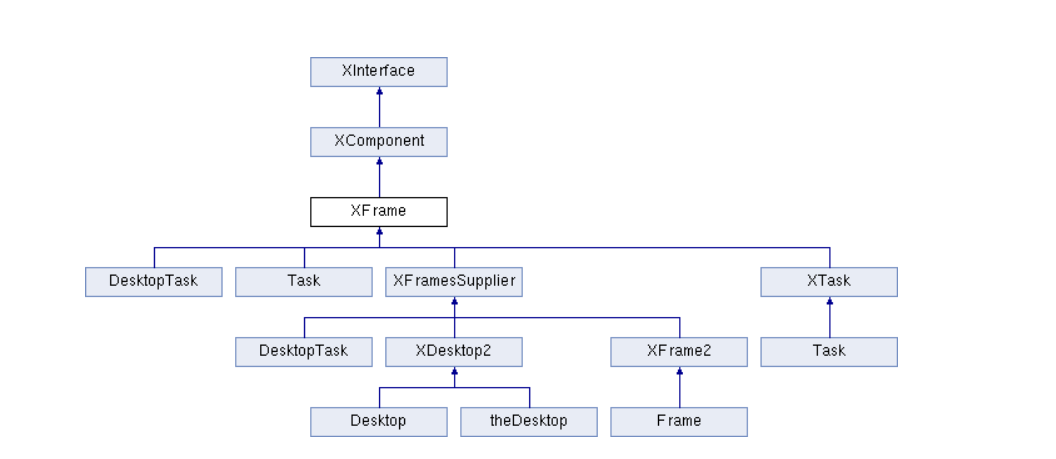 XInterface
XComponent
XFrame
DesktopTask
Task
XFramesSupplier
XTask
DesktopTask
XDesktop2
XFrame2
Task
Desktop
theDesktop
Frame